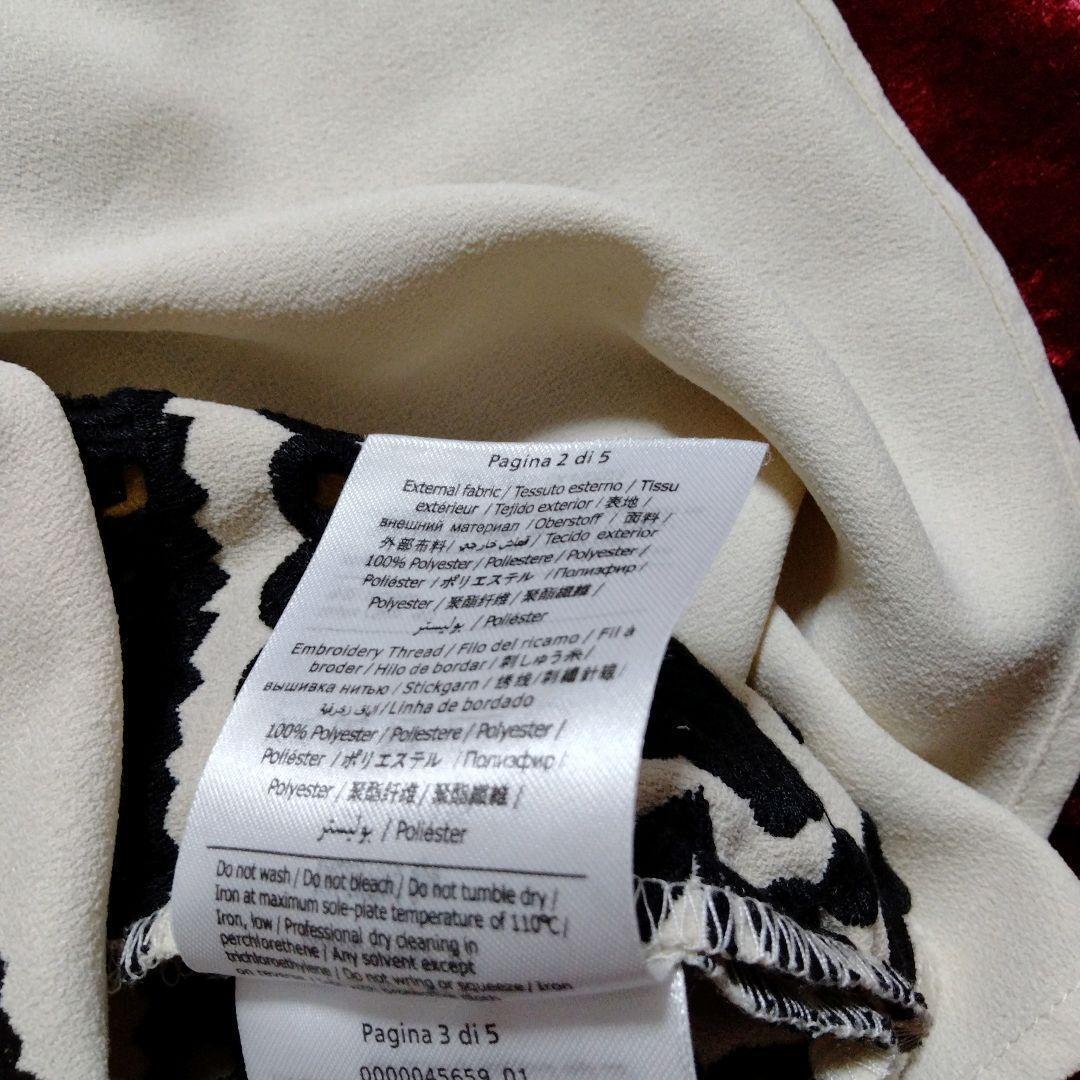 Pagina 2 di 5
External fabric / Tessuto esterno / Tissu
extérieur / Tejido exterior / 表地 /
внешний материал / Oberstoff / 面料 /
外部布料 / قماش خارجي / Tecido exterior
100% Polyester / Poliestere / Polyester /
Poliéster / ポリエステル / Полиэфир /
Polyester / 聚酯纤维 / 聚酯纖維 /
بوليستر / Poliéster
Embroidery Thread / Filo del ricamo / Fil à
broder / Hilo de bordar / 刺しゅう糸 /
вышивка нитью / Stickgarn / 绣线 / 刺繡針線 /
الياف زخرفية / Linha de bordado
100% Polyester / Poliestere / Polyester /
Poliéster / ポリエステル / Полиэфир /
Polyester / 聚酯纤维 / 聚酯纖維 /
بوليستر / Poliéster
Do not wash / Do not bleach / Do not tumble dry /
Iron at maximum sole-plate temperature of 110°C /
Iron, low / Professional dry cleaning in
perchlorethene / Any solvent except
trichloroethylene / Do not wring or squeeze / Iron
on reverse /
Pagina 3 di 5
0000045659 01